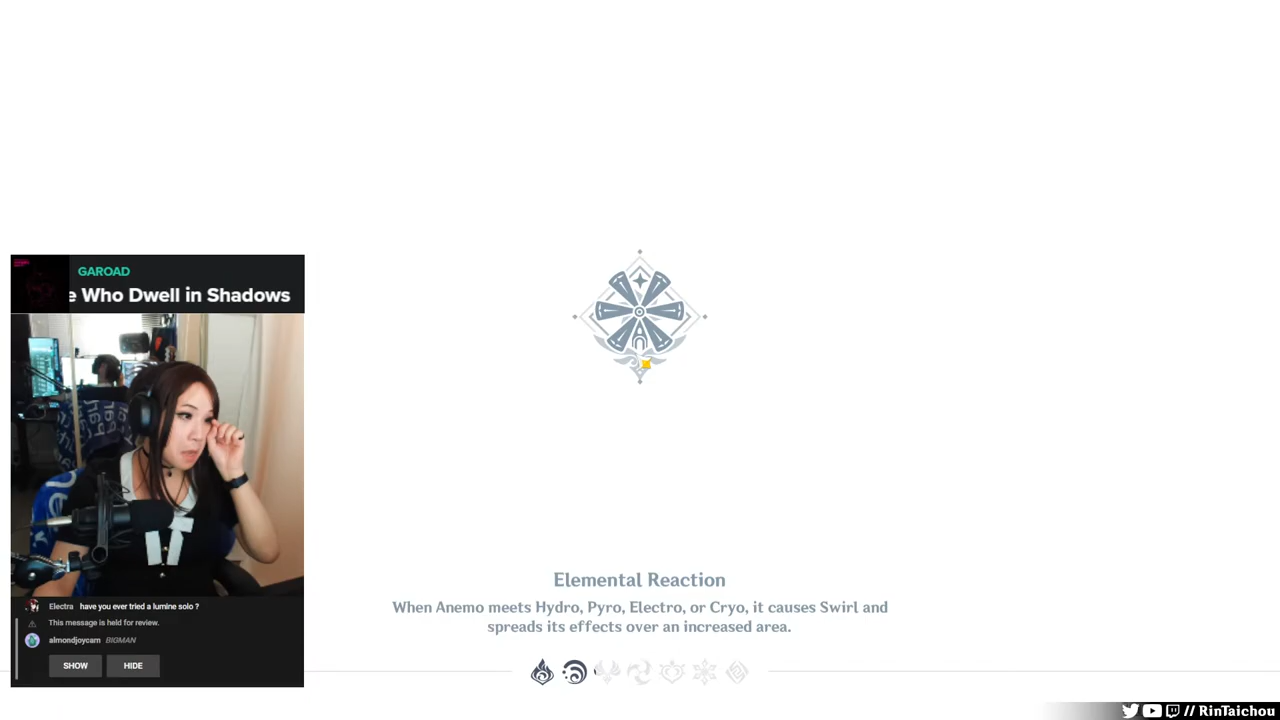 GAROAD
e Who Dwell in Shadows
Electra have you ever tried a lumine solo ?
This message is held for review.
almondjoycam BIGMAN
SHOW HIDE
Elemental Reaction
When Anemo meets Hydro, Pyro, Electro, or Cryo, it causes Swirl and
spreads its effects over an increased area.
// RinTaichou